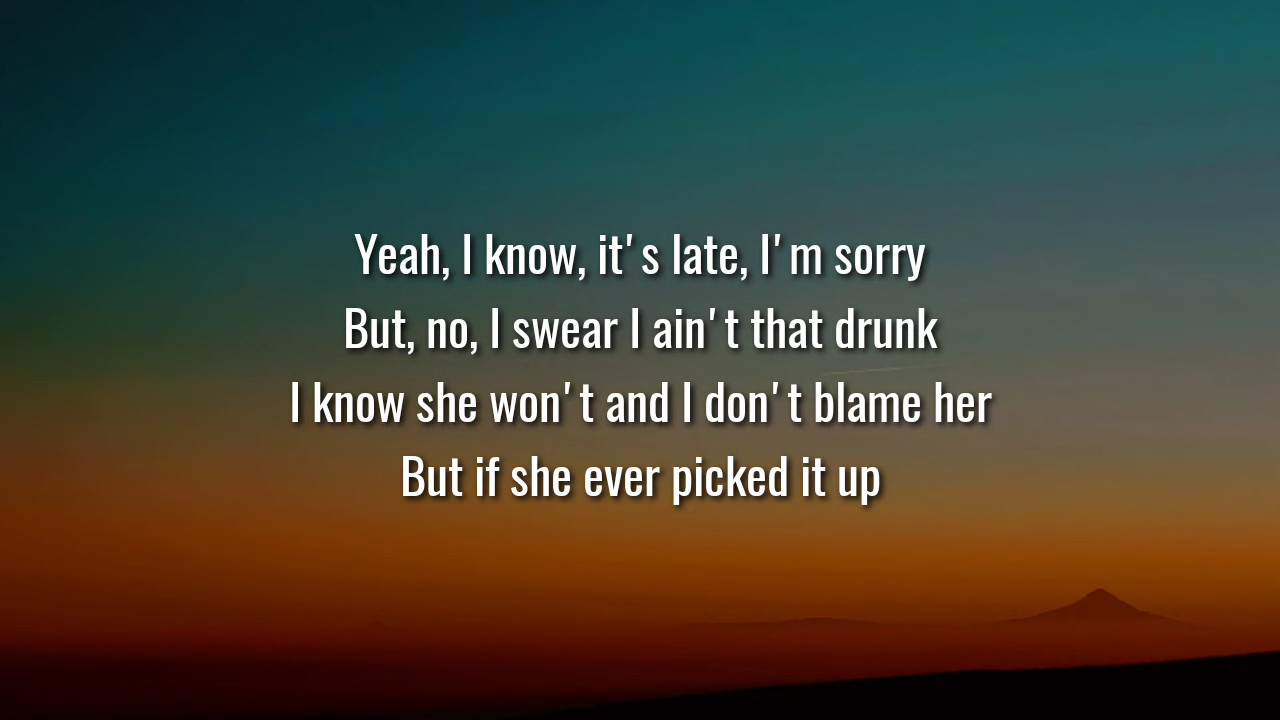 Yeah, I know, it's late, I'm sorry
But, no, I swear I ain't that drunk
I know she won't and I don't blame her
But if she ever picked it up